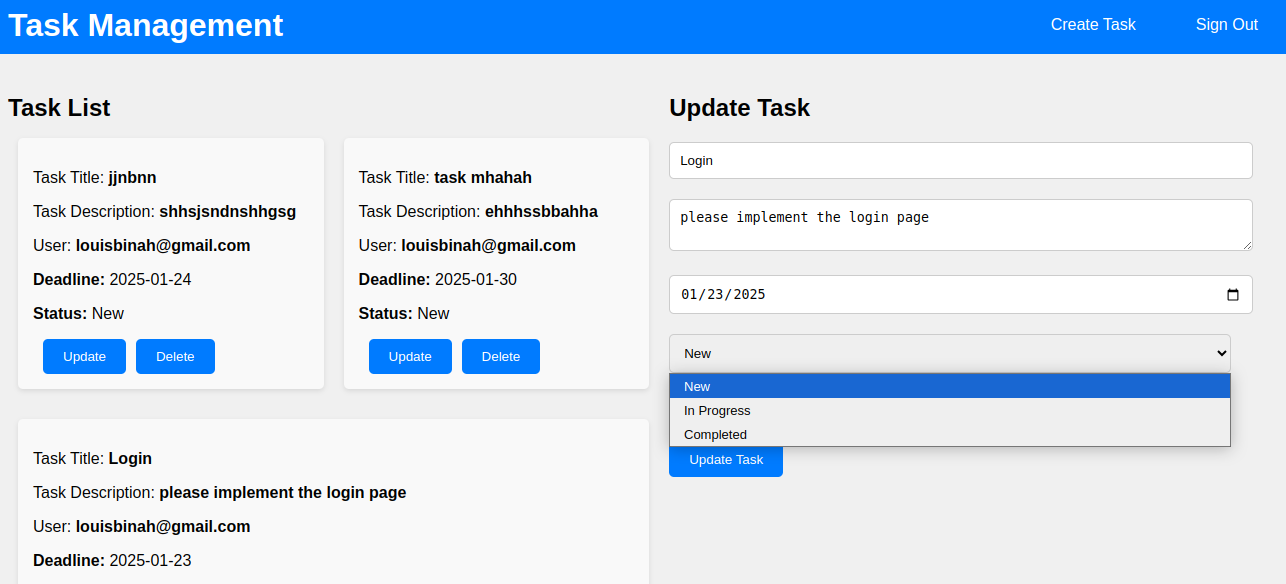 Task Management
Create Task
Sign Out
Task List
Task Title: jjnbnn
Task Description: shhsjsndnshhgsg
User: louisbinah@gmail.com
Deadline: 2025-01-24
Status: New
Update
Delete
Task Title: task mhahah
Task Description: ehhhssbbahha
User: louisbinah@gmail.com
Deadline: 2025-01-30
Status: New
Update
Delete
Task Title: Login
Task Description: please implement the login page
User: louisbinah@gmail.com
Deadline: 2025-01-23
Update Task
Login
please implement the login page
01/23/2025
New
New
In Progress
Completed
Update Task